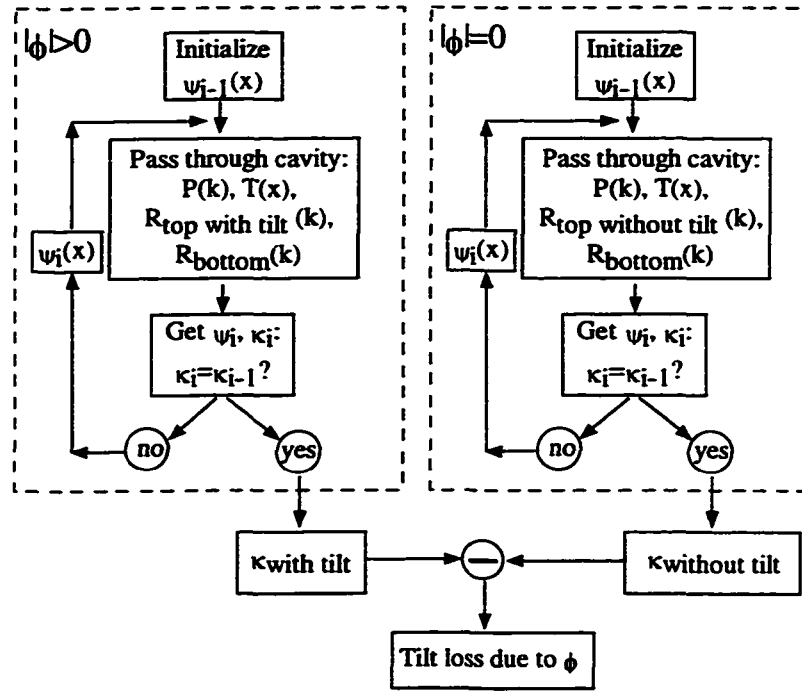 |ϕ|>0
Initialize
ψi-1(x)
Pass through cavity:
P(k), T(x),
Rtop with tilt (k),
Rbottom(k)
ψi(x)
Get ψi, κi:
κi=κi-1?
no
yes
|ϕ|=0
Initialize
ψi-1(x)
Pass through cavity:
P(k), T(x),
Rtop without tilt (k),
Rbottom(k)
ψi(x)
Get ψi, κi:
κi=κi-1?
no
yes
κwith tilt
−
κwithout tilt
Tilt loss due to ϕ